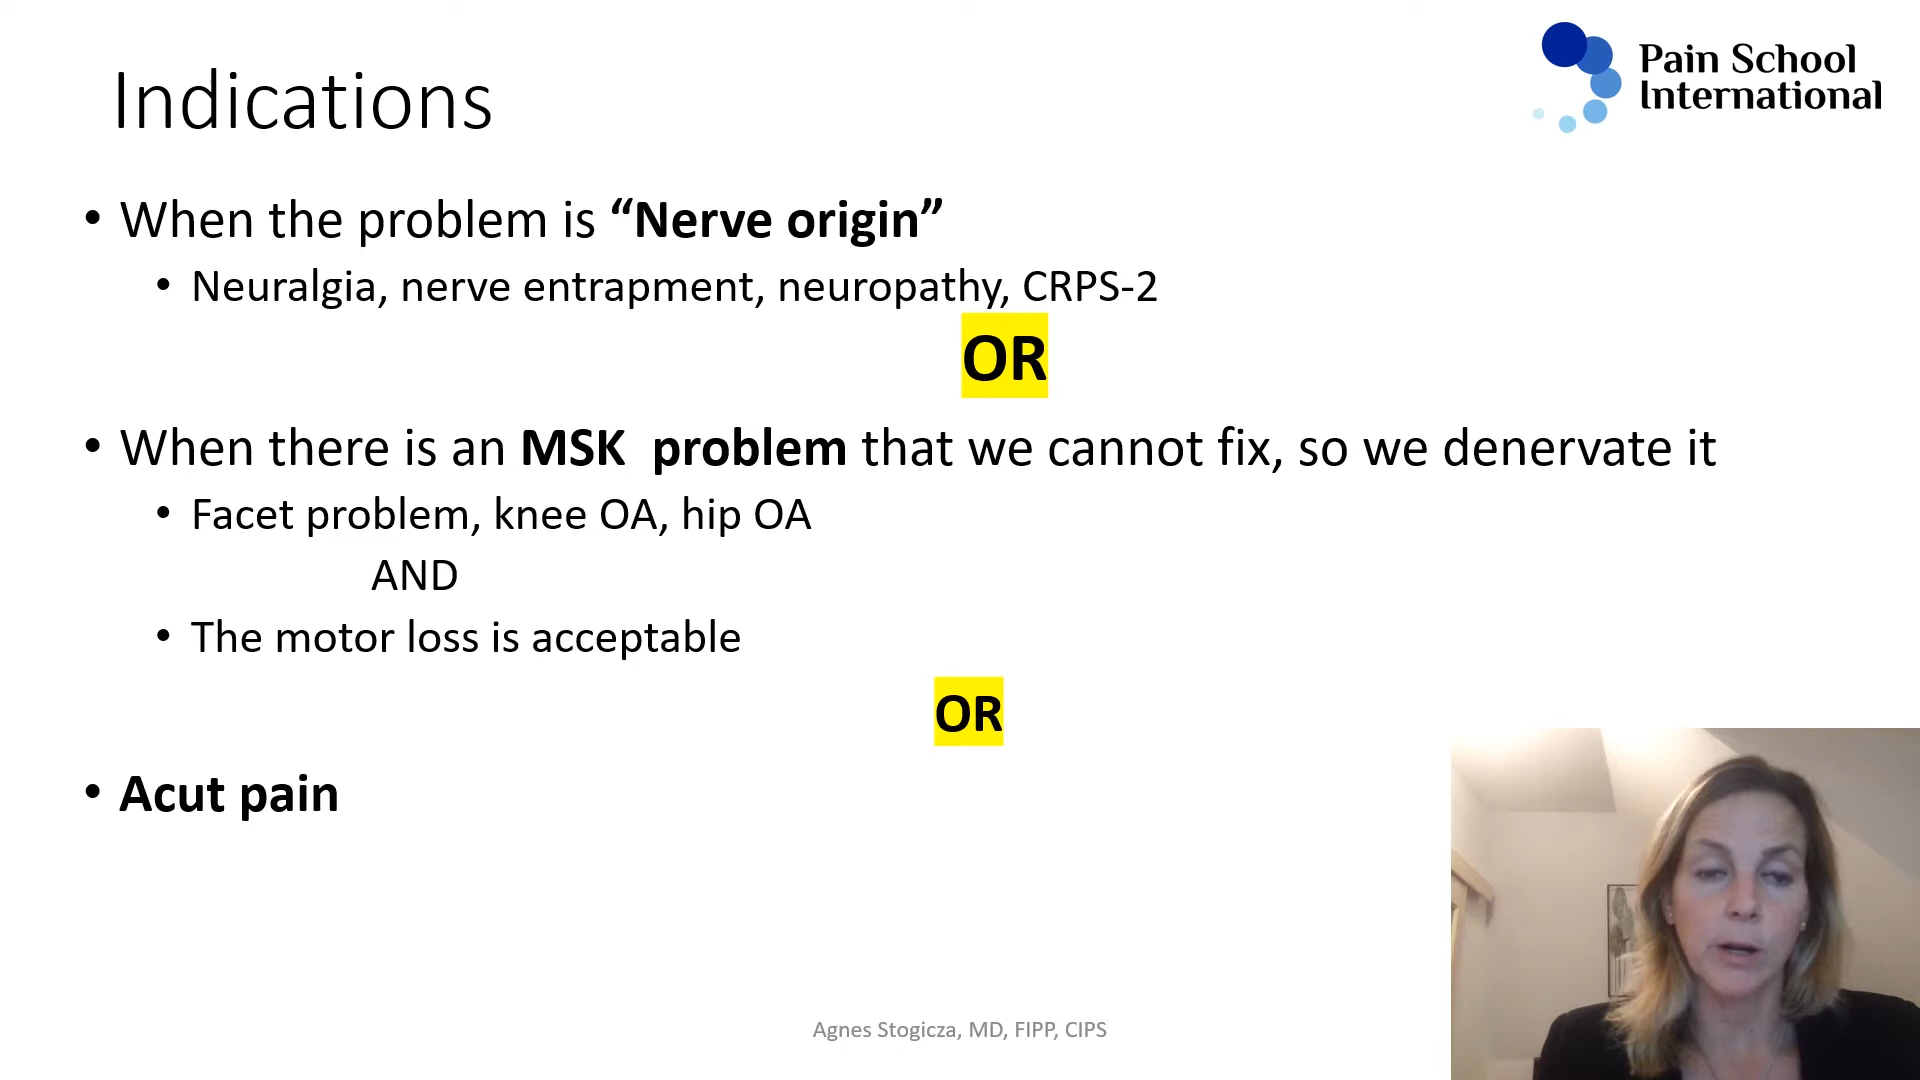 Indications
Pain School
International
• When the problem is “Nerve origin”
• Neuralgia, nerve entrapment, neuropathy, CRPS-2
OR
• When there is an MSK  problem that we cannot fix, so we denervate it
• Facet problem, knee OA, hip OA
AND
• The motor loss is acceptable
OR
• Acut pain
Agnes Stogicza, MD, FIPP, CIPS